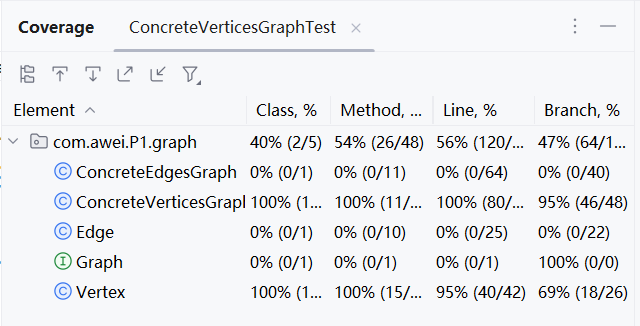 Coverage ConcreteVerticesGraphTest
Element Class, % Method, ... Line, % Branch, %
com.awei.P1.graph 40% (2/5) 54% (26/48) 56% (120/... 47% (64/1...
ConcreteEdgesGraph 0% (0/1) 0% (0/11) 0% (0/64) 0% (0/40)
ConcreteVerticesGrapl 100% (1... 100% (11/... 100% (80/... 95% (46/48)
Edge 0% (0/1) 0% (0/10) 0% (0/25) 0% (0/22)
Graph 0% (0/1) 0% (0/1) 0% (0/1) 100% (0/0)
Vertex 100% (1... 100% (15/... 95% (40/42) 69% (18/26)